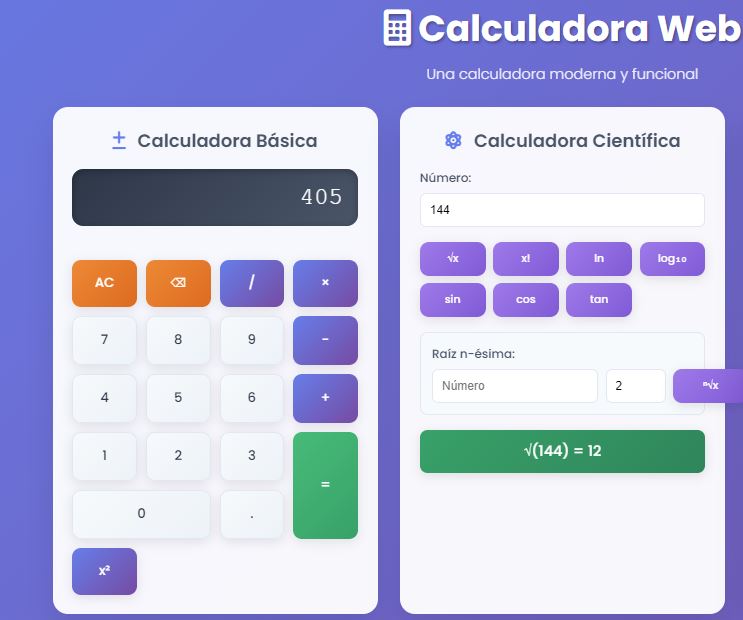 Calculadora Web
Una calculadora moderna y funcional
Calculadora Básica
405
AC ⌫ / ×
7 8 9 −
4 5 6 +
1 2 3 =
0 .
x²
Calculadora Científica
Número:
144
√x x! ln log₁₀
sin cos tan
Raíz n-ésima:
Número 2 ⁿ√x
√(144) = 12